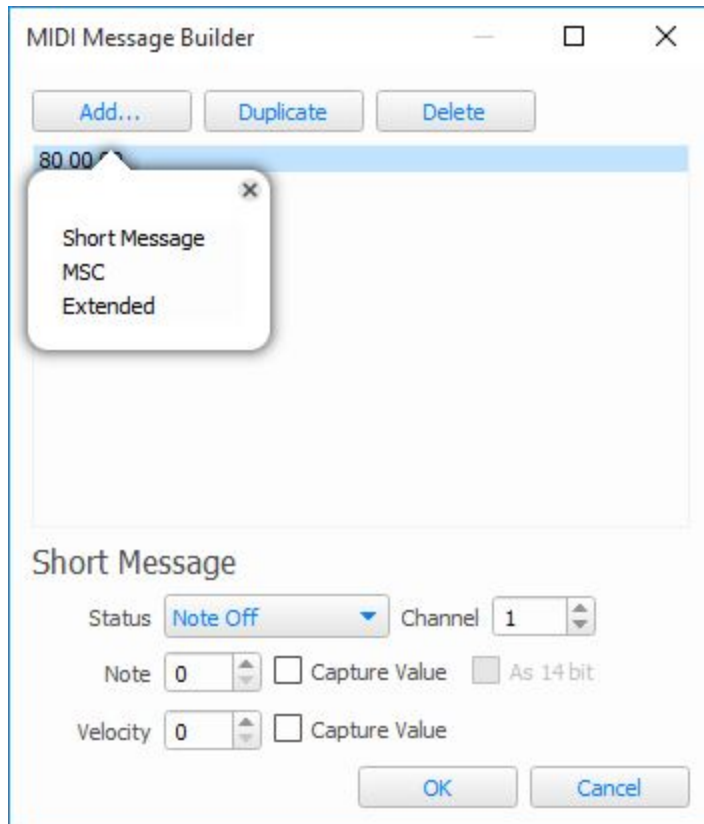 MIDI Message Builder
Add... Duplicate Delete
80 00
Short Message
MSC
Extended
Short Message
Status Note Off Channel 1
Note 0 Capture Value As 14 bit
Velocity 0 Capture Value
OK Cancel